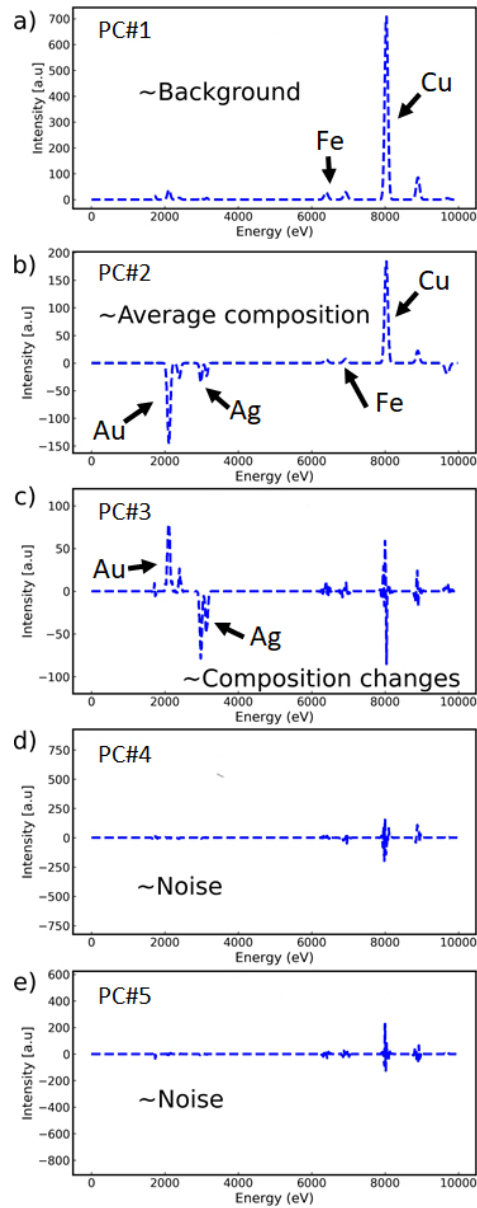 a)
PC#1
Intensity [a.u]
700
600
500
400
300
200
100
0
~Background
Fe
Cu
0 2000 4000 6000 8000 10000
Energy (eV)
b)
PC#2
Intensity [a.u]
200
150
100
50
0
−50
−100
−150
~Average composition
Cu
Au
Ag
Fe
0 2000 4000 6000 8000 10000
Energy (eV)
c)
PC#3
Intensity [a.u]
100
50
0
−50
−100
Au
Ag
~Composition changes
0 2000 4000 6000 8000 10000
Energy (eV)
d)
PC#4
Intensity [a.u]
750
500
250
0
−250
−500
−750
~Noise
0 2000 4000 6000 8000 10000
Energy (eV)
e)
PC#5
Intensity [a.u]
600
400
200
0
−200
−400
−600
−800
~Noise
0 2000 4000 6000 8000 10000
Energy (eV)